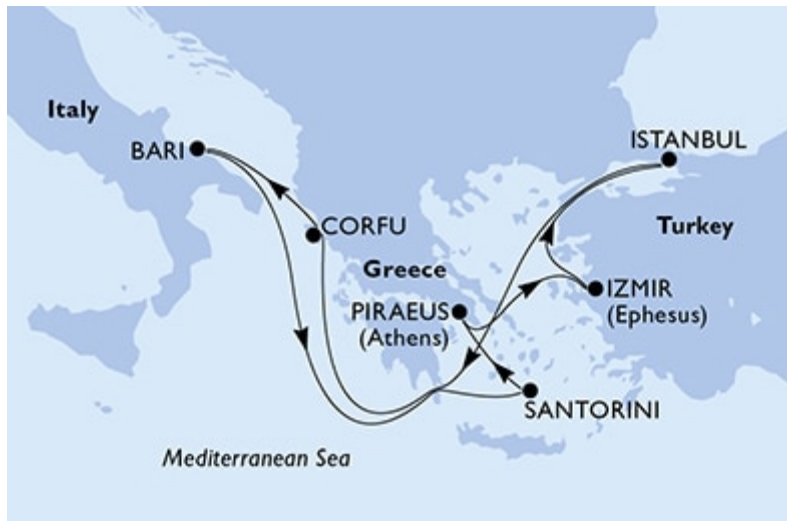 Italy
BARI
ISTANBUL
Turkey
CORFU
Greece
PIRAEUS
(Athens)
IZMIR
(Ephesus)
SANTORINI
Mediterranean Sea